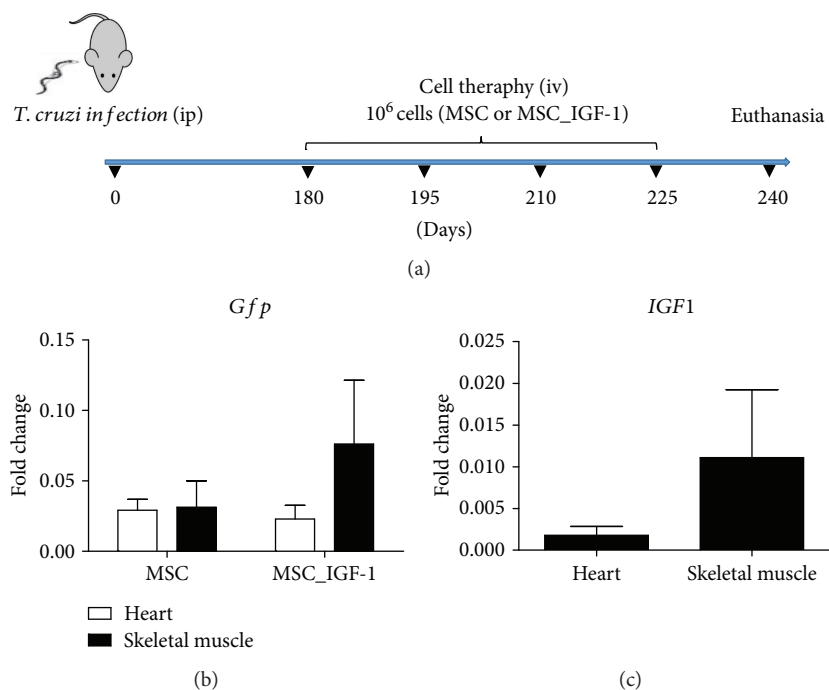 Cell theraphy (iv)
T. cruzi infection (ip)
10⁶ cells (MSC or MSC_IGF-1)
Euthanasia
0
180
195
210
225
240
(Days)
(a)
Gfp
0.15
0.10
0.05
0.00
Fold change
MSC
MSC_IGF-1
Heart
Skeletal muscle
(b)
IGF1
0.025
0.020
0.015
0.010
0.005
0.000
Fold change
Heart
Skeletal muscle
(c)